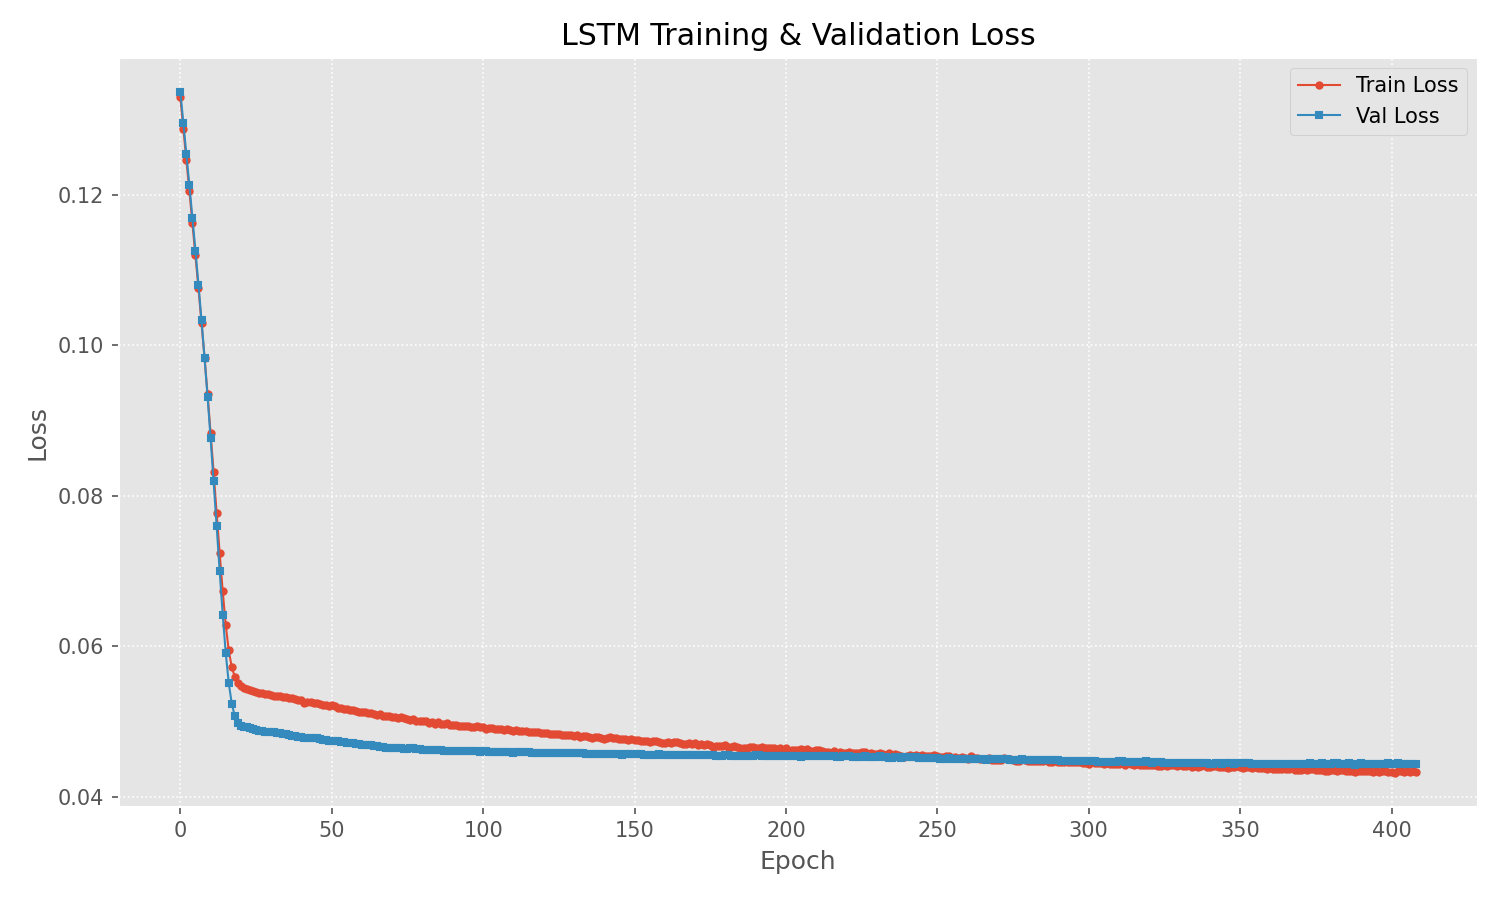 LSTM Training & Validation Loss
Train Loss
Val Loss
0.12
0.10
0.08
0.06
0.04
Loss
0 50 100 150 200 250 300 350 400
Epoch